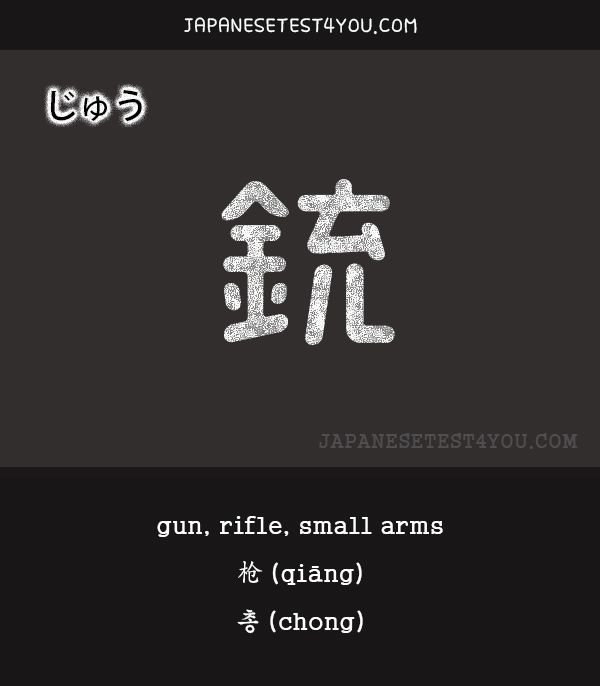 JAPANESETEST4YOU.COM
じゅう
銃
JAPANESETEST4YOU.COM
gun, rifle, small arms
枪 (qiāng)
총 (chong)